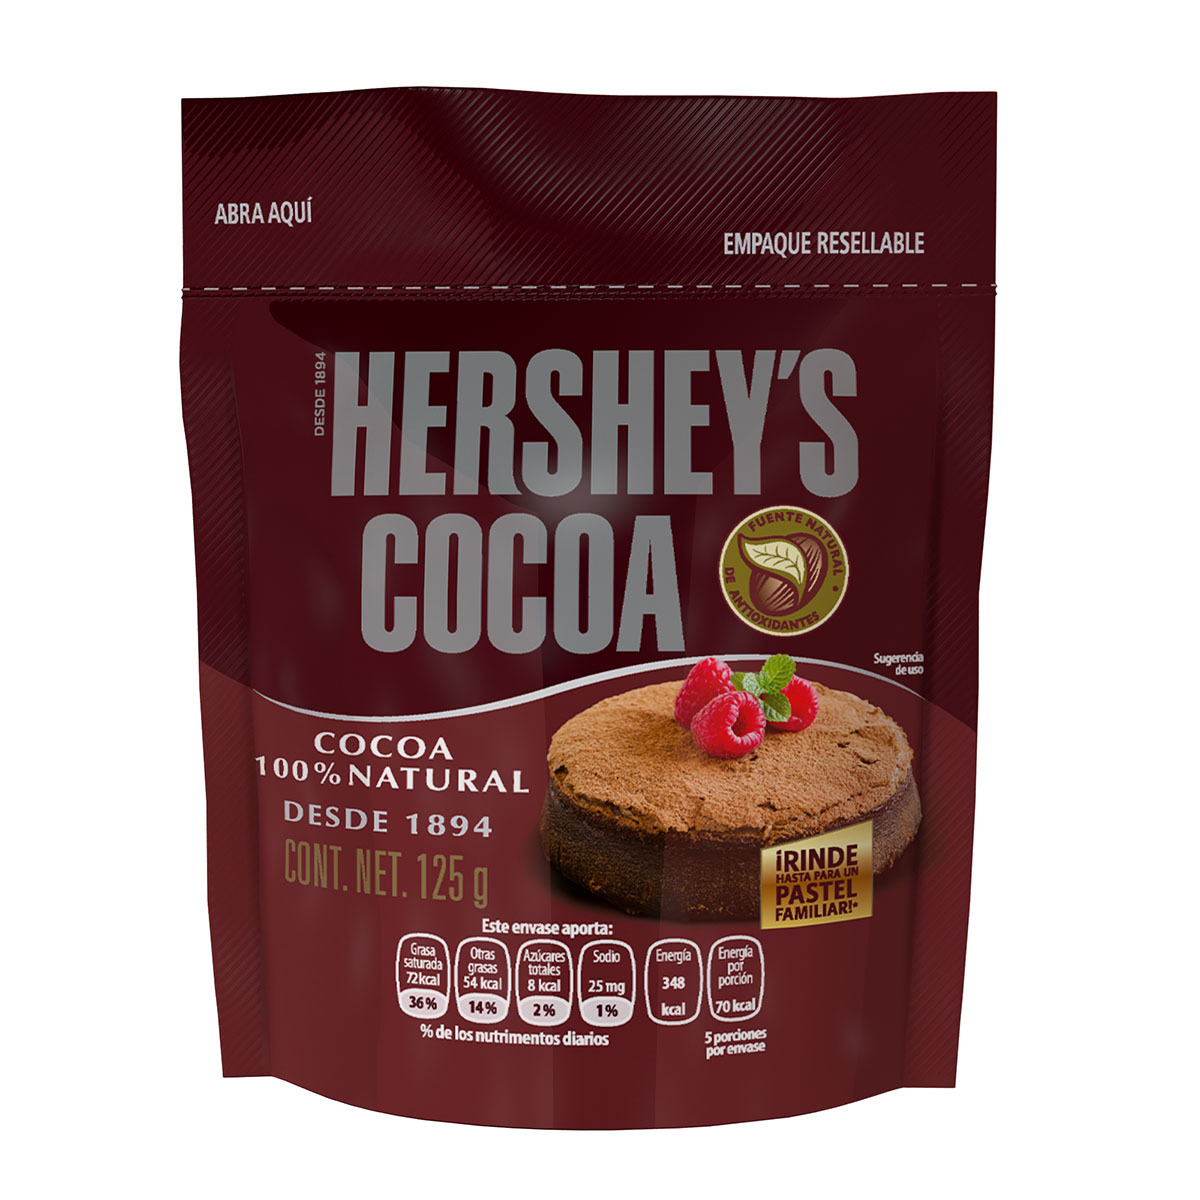 ABRA AQUÍ
EMPAQUE RESELLABLE
DESDE 1894
HERSHEY'S
COCOA
FUENTE NATURAL
DE ANTIOXIDANTES
Sugerencia
de uso
COCOA
100% NATURAL
DESDE 1894
CONT. NET. 125 g
¡RINDE
HASTA PARA UN
PASTEL
FAMILIAR!*
Este envase aporta:
Grasa
saturada
72kcal
36%
Otras
grasas
54 kcal
14%
Azúcares
totales
8 kcal
2%
Sodio
25 mg
1%
Energía
348
kcal
Energía
por
porción
70 kcal
% de los nutrimentos diarios
5 porciones
por envase